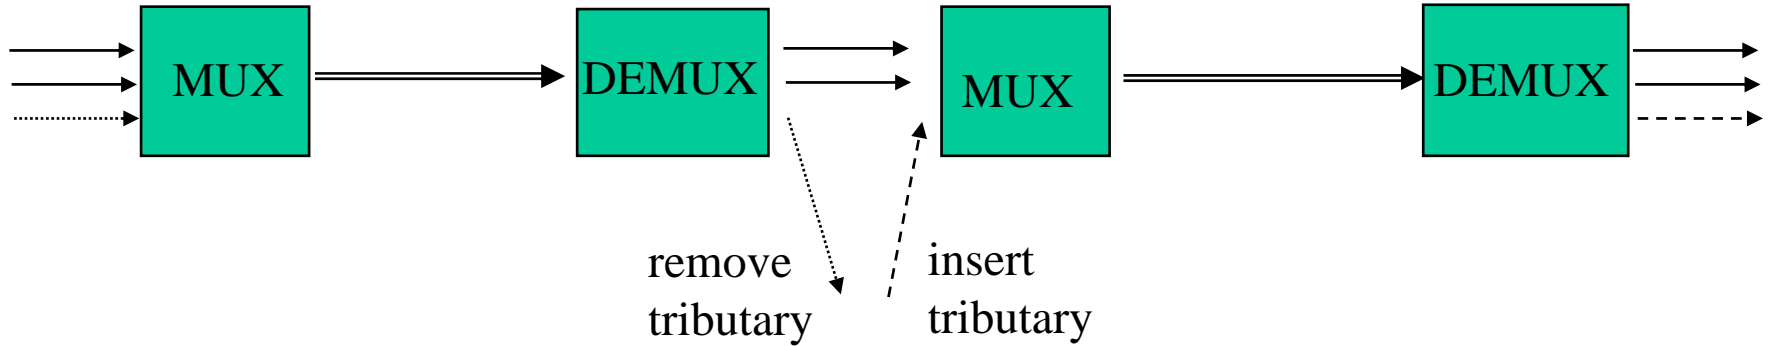 MUX
DEMUX
MUX
DEMUX
remove
tributary
insert
tributary